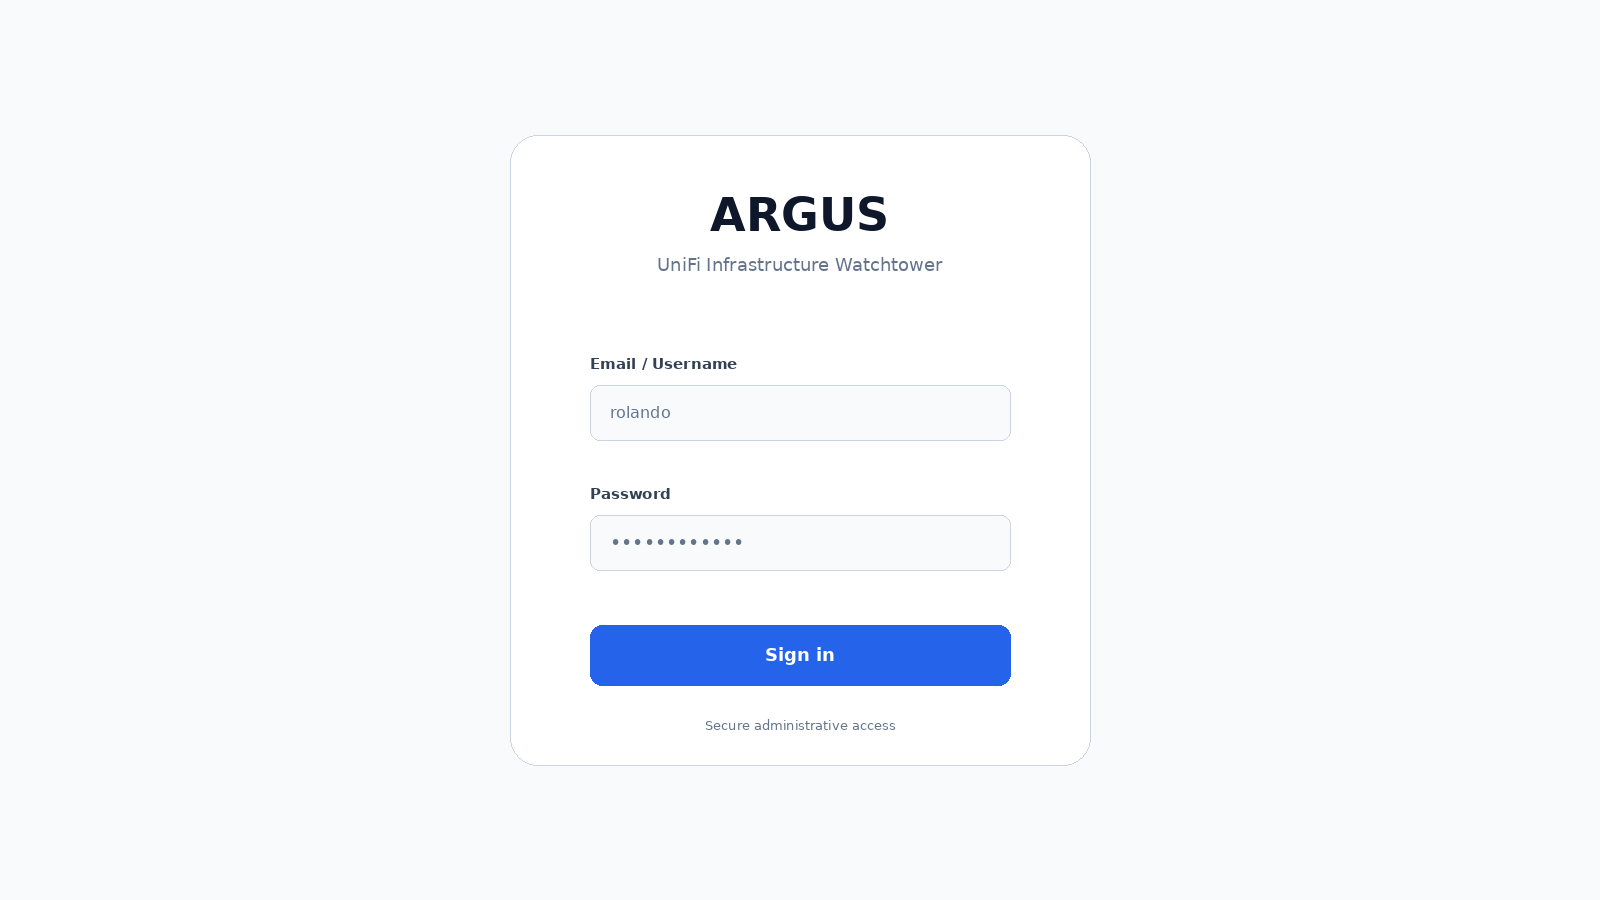 ARGUS
UniFi Infrastructure Watchtower
Email / Username
rolando
Password
••••••••••••
Sign in
Secure administrative access